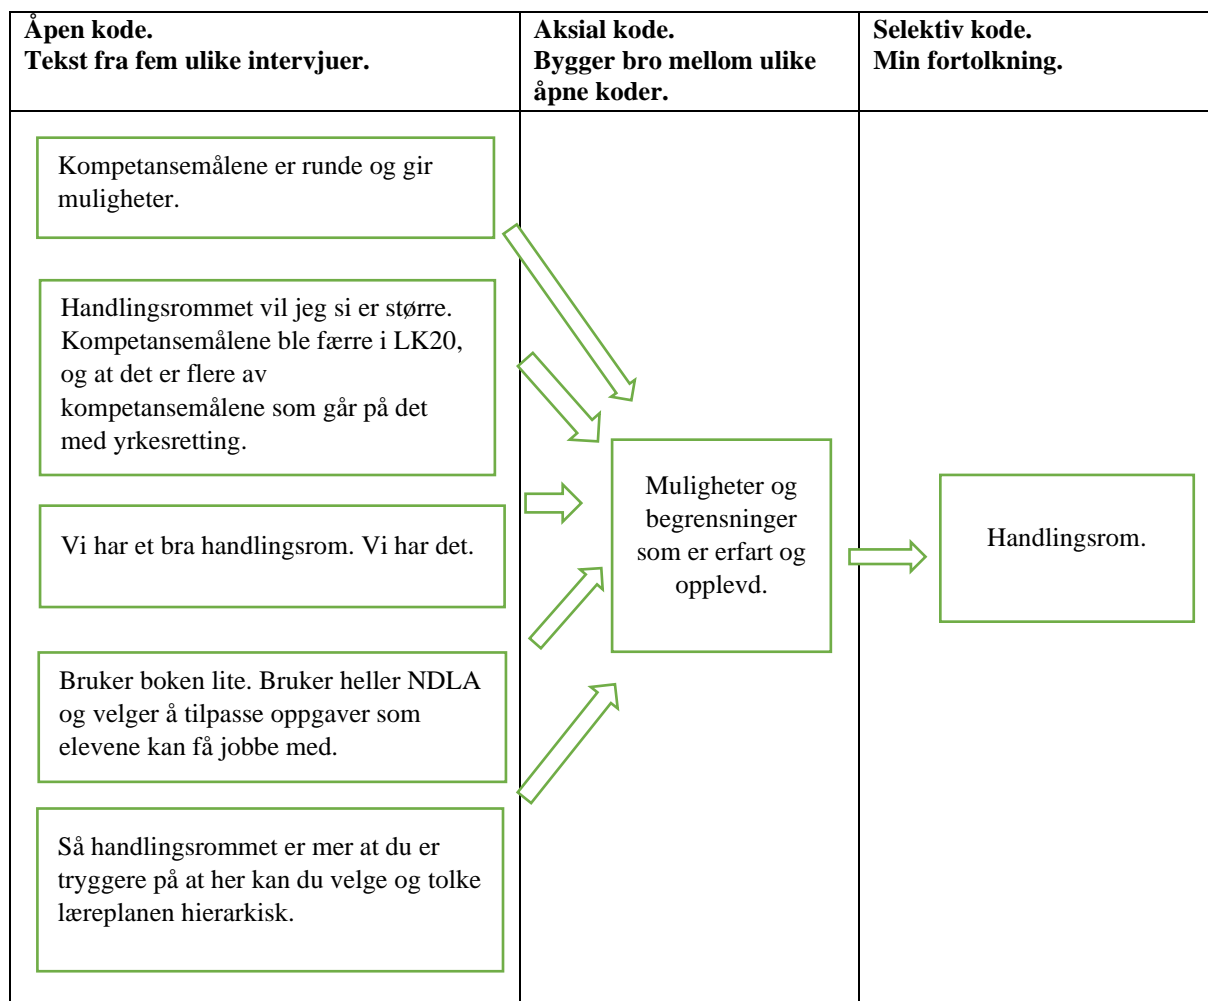 Åpen kode.
Tekst fra fem ulike intervjuer.
Aksial kode.
Bygger bro mellom ulike
åpne koder.
Selektiv kode.
Min fortolkning.
Kompetansemålene er runde og gir
muligheter.
Handlingsrommet vil jeg si er større.
Kompetansemålene ble færre i LK20,
og at det er flere av
kompetansemålene som går på det
med yrkesretting.
Vi har et bra handlingsrom. Vi har det.
Bruker boken lite. Bruker heller NDLA
og velger å tilpasse oppgaver som
elevene kan få jobbe med.
Så handlingsrommet er mer at du er
tryggere på at her kan du velge og tolke
læreplanen hierarkisk.
Muligheter og
begrensninger
som er erfart og
opplevd.
Handlingsrom.